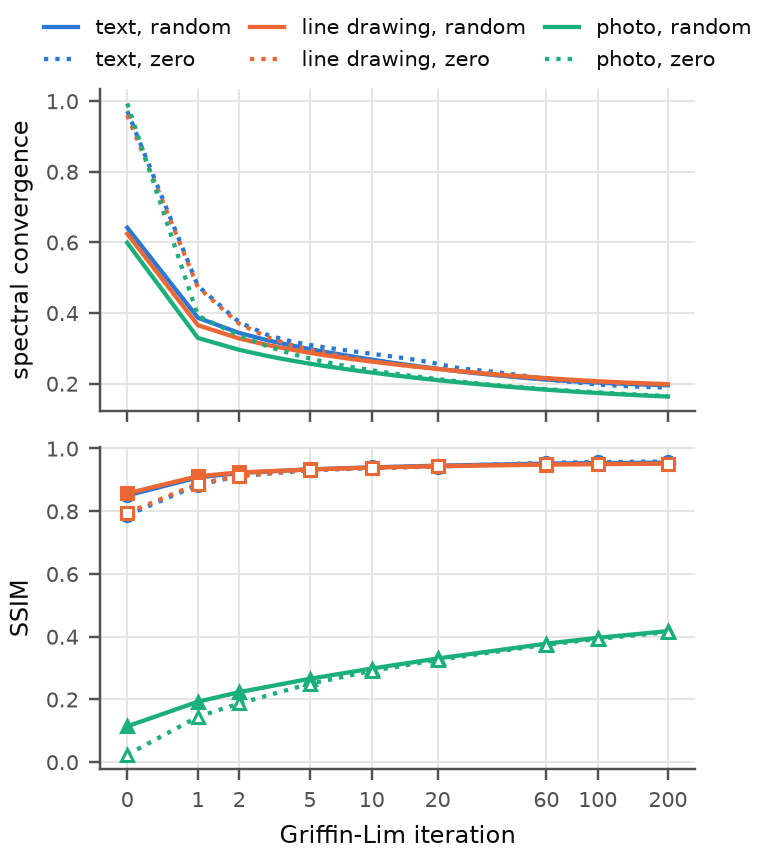 text, random line drawing, random photo, random
text, zero line drawing, zero photo, zero
1.0
0.8
0.6
0.4
0.2
spectral convergence
1.0
0.8
0.6
0.4
0.2
0.0
SSIM
0 1 2 5 10 20 60 100 200
Griffin-Lim iteration